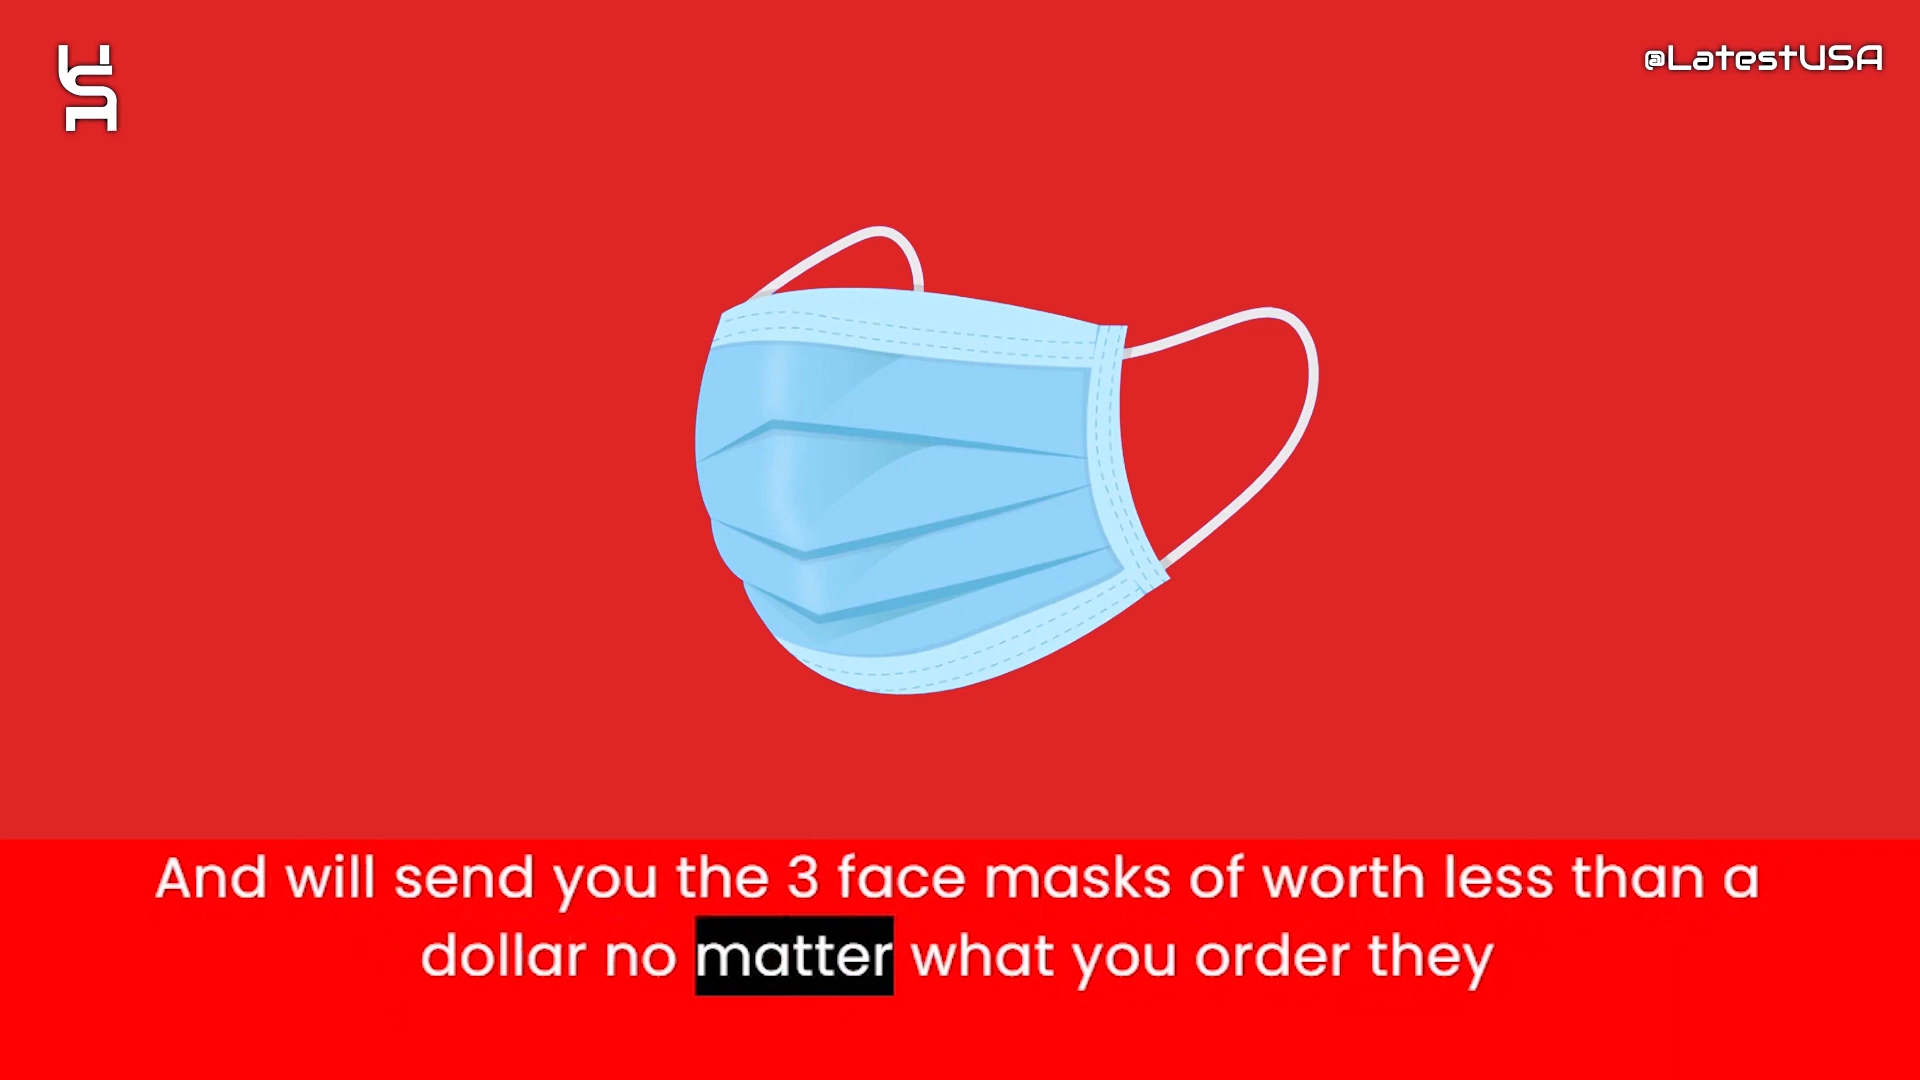 USA
@LatestUSA
And will send you the 3 face masks of worth less than a
dollar no matter what you order they